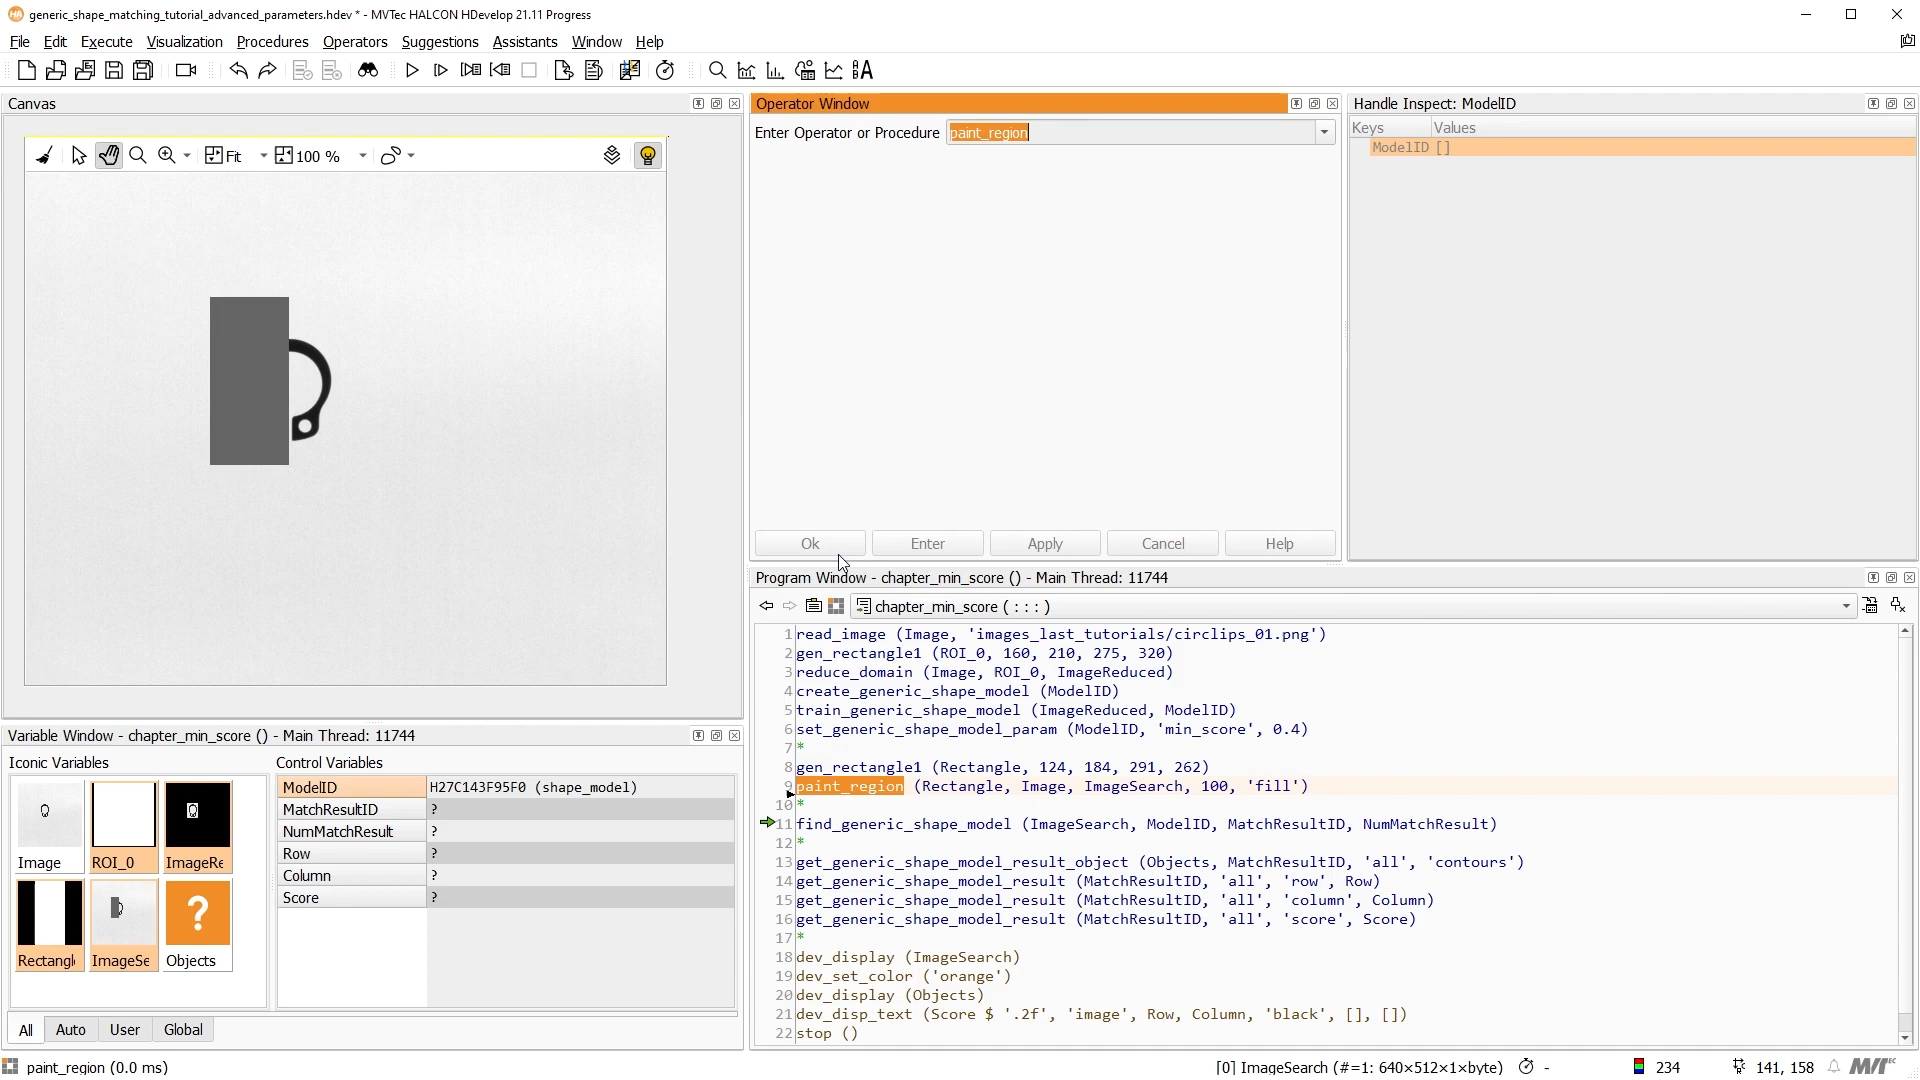 generic_shape_matching_tutorial_advanced_parameters.hdev * - MVTec HALCON HDevelop 21.11 Progress
File Edit Execute Visualization Procedures Operators Suggestions Assistants Window Help
Canvas
Fit 100 %
Operator Window
Enter Operator or Procedure paint_region
Ok Enter Apply Cancel Help
Handle Inspect: ModelID
Keys Values
ModelID []
Program Window - chapter_min_score () - Main Thread: 11744
chapter_min_score ( : : : )
1 read_image (Image, 'images_last_tutorials/circlips_01.png')
2 gen_rectangle1 (ROI_0, 160, 210, 275, 320)
3 reduce_domain (Image, ROI_0, ImageReduced)
4 create_generic_shape_model (ModelID)
5 train_generic_shape_model (ImageReduced, ModelID)
6 set_generic_shape_model_param (ModelID, 'min_score', 0.4)
7 *
8 gen_rectangle1 (Rectangle, 124, 184, 291, 262)
9 paint_region (Rectangle, Image, ImageSearch, 100, 'fill')
10 *
11 find_generic_shape_model (ImageSearch, ModelID, MatchResultID, NumMatchResult)
12 *
13 get_generic_shape_model_result_object (Objects, MatchResultID, 'all', 'contours')
14 get_generic_shape_model_result (MatchResultID, 'all', 'row', Row)
15 get_generic_shape_model_result (MatchResultID, 'all', 'column', Column)
16 get_generic_shape_model_result (MatchResultID, 'all', 'score', Score)
17 *
18 dev_display (ImageSearch)
19 dev_set_color ('orange')
20 dev_display (Objects)
21 dev_disp_text (Score $ '.2f', 'image', Row, Column, 'black', [], [])
22 stop ()
Variable Window - chapter_min_score () - Main Thread: 11744
Iconic Variables
Image ROI_0 ImageRe
Rectangl ImageSe Objects
Control Variables
ModelID H27C143F95F0 (shape_model)
MatchResultID ?
NumMatchResult ?
Row ?
Column ?
Score ?
All Auto User Global
paint_region (0.0 ms)
[0] ImageSearch (#=1: 640×512×1×byte) - 234 141, 158 MVTEC